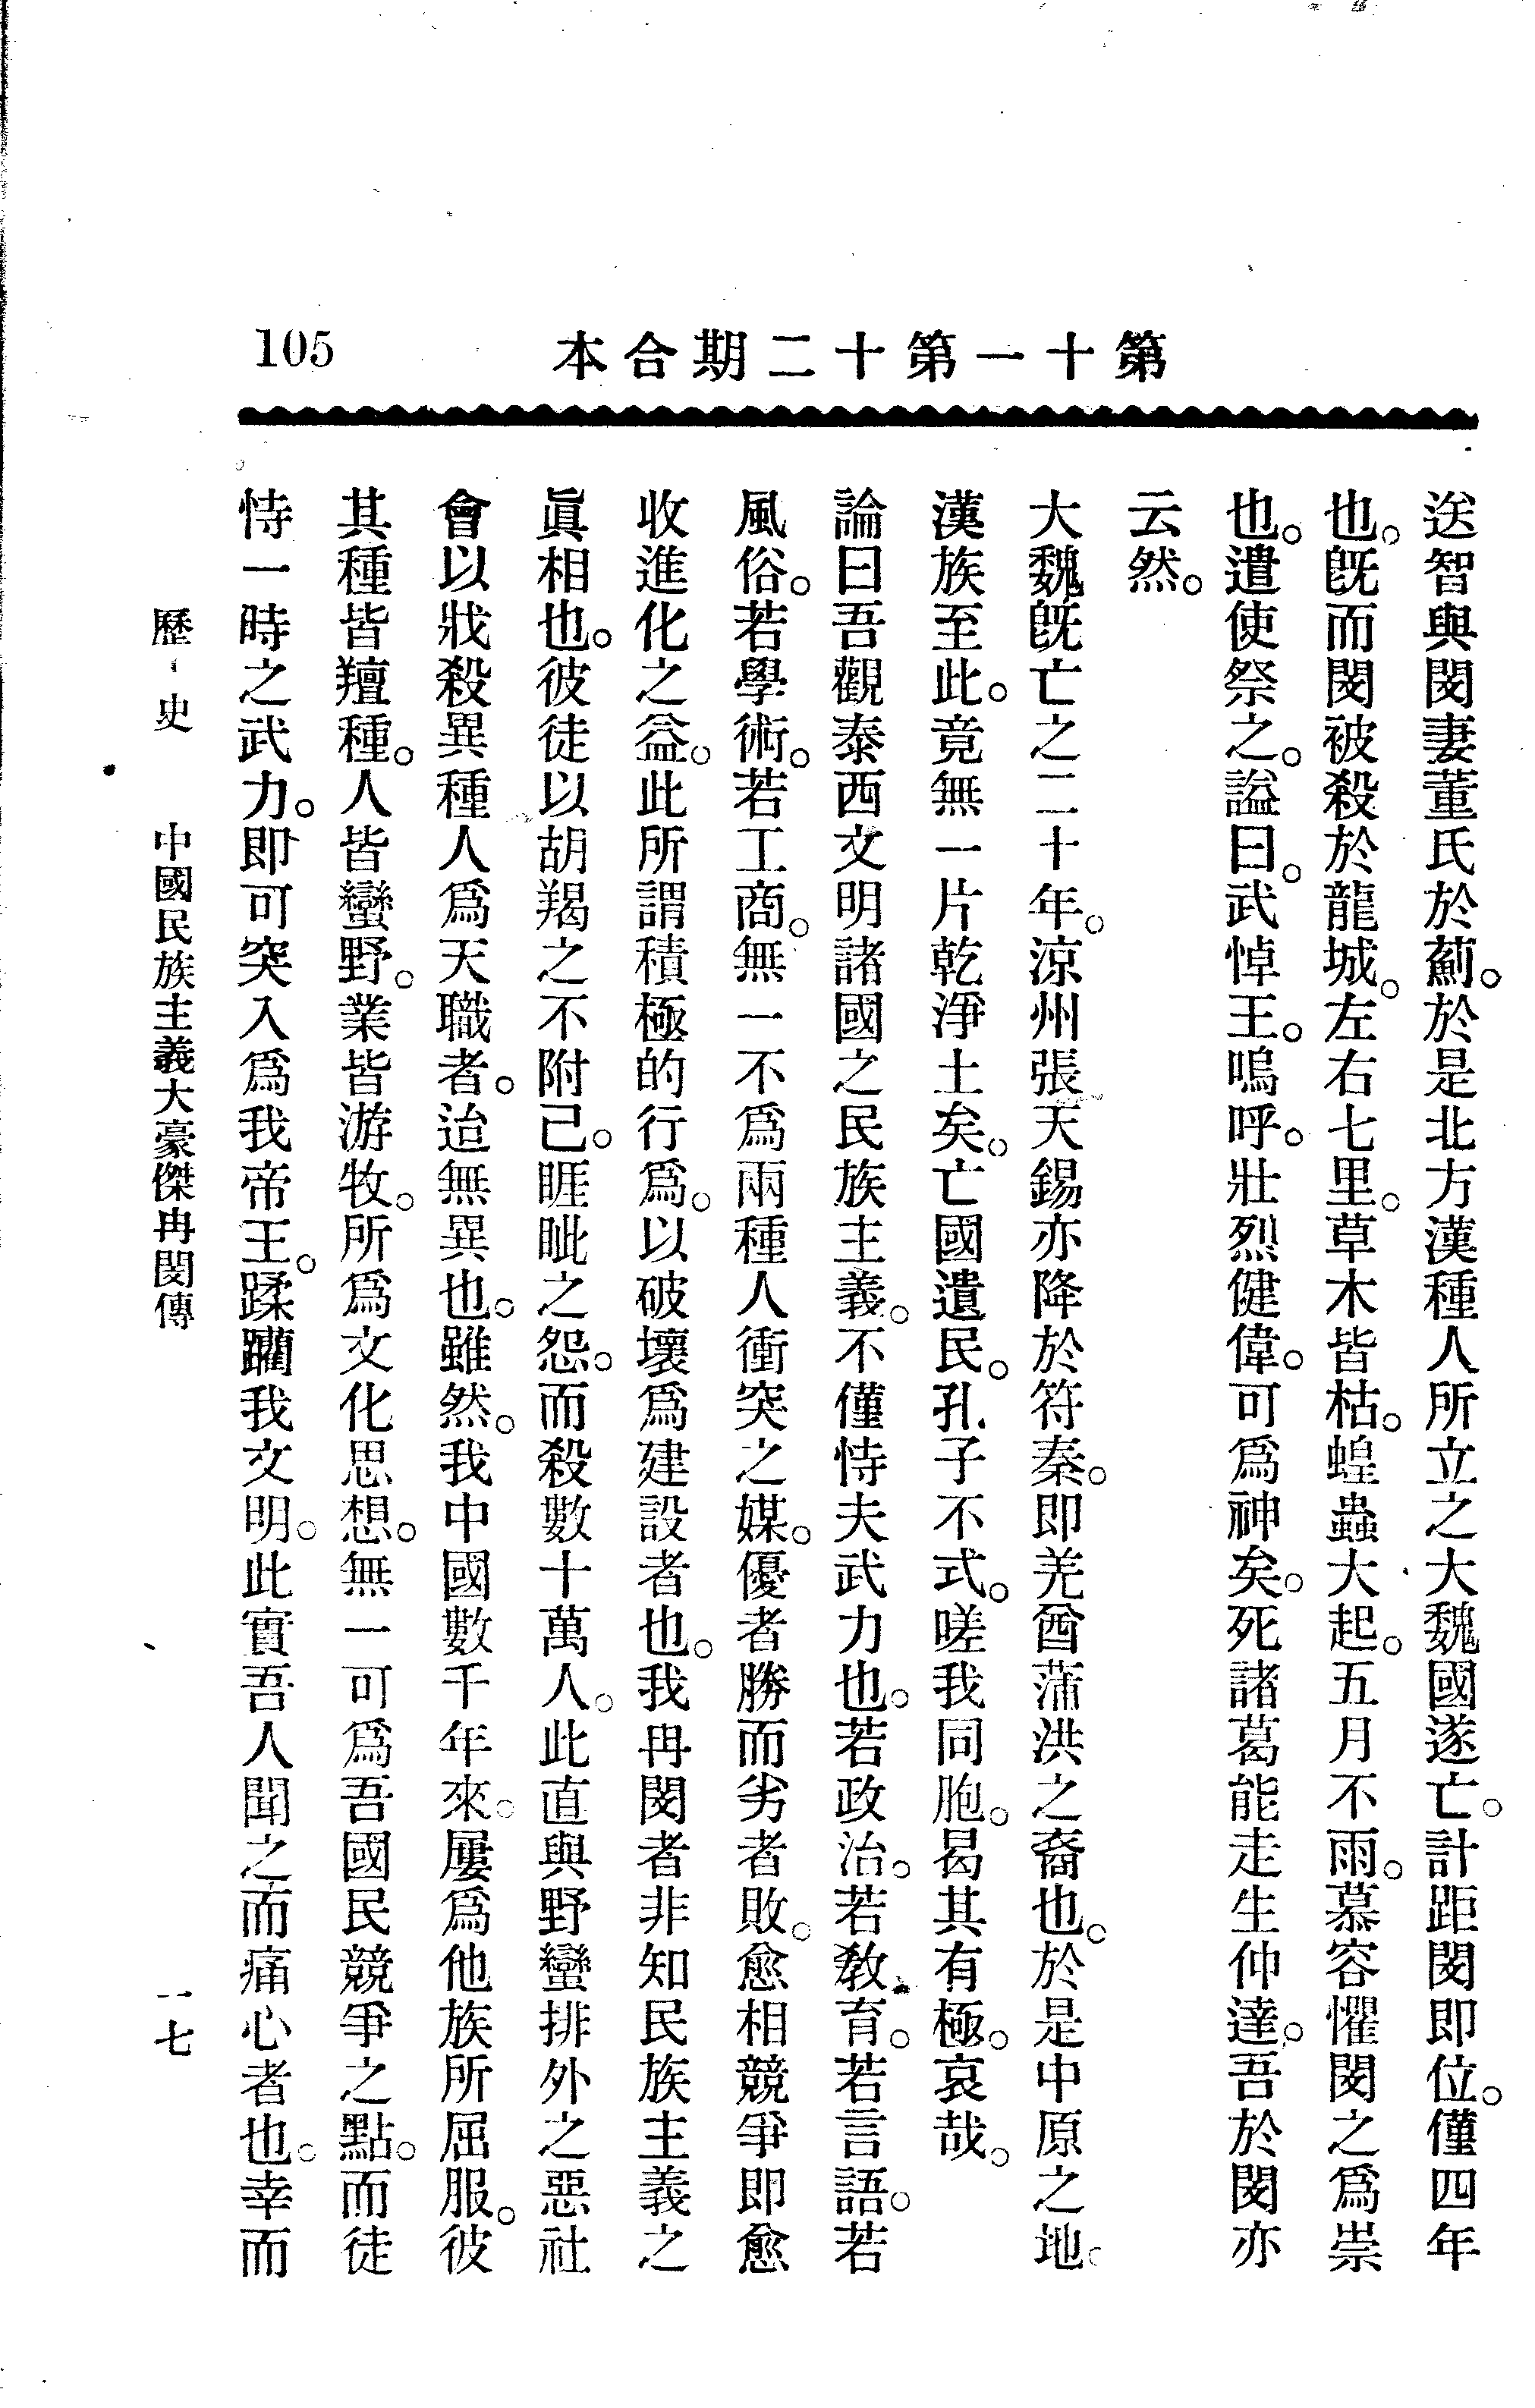 第十一第十二期合本
105
送智與閔妻董氏於薊。於是北方漢種人所立之大魏國遂亡。計距閔即位。僅四年
也。既而閔被殺於龍城。左右七里。草木皆枯。蝗蟲大起。五月不雨。慕容懼閔之爲祟
也。遣使祭之。諡曰。武悼王。嗚呼。壯烈健偉。可爲神矣。死諸葛能走生仲達。吾於閔亦
云然。
大魏既亡之二十年。涼州張天錫亦降於符秦。即羌酋蒲洪之裔也。於是中原之地。
漢族至此。竟無一片乾淨土矣。亡國遺民。孔子不式。嗟我同胞。曷其有極。哀哉。
論曰吾觀泰西文明諸國之民族主義。不僅恃夫武力也。若政治。若敎育。若言語。若
風俗。若學術。若工商。無一不爲兩種人衝突之媒。優者勝而劣者敗。愈相競爭即愈
收進化之益。此所謂積極的行爲。以破壞爲建設者也。我冉閔者非知民族主義之
眞相也。彼徒以胡羯之不附己。睚眦之怨。而殺數十萬人。此直與野蠻排外之惡社
會以戕殺異種人爲天職者。迨無異也。雖然。我中國數千年來。屢爲他族所屈服。彼
其種皆羶種。人皆蠻野。業皆游牧。所爲文化思想。無一可爲吾國民競爭之點。而徒
恃一時之武力。即可突入爲我帝王。蹂躪我文明。此實吾人聞之而痛心者也。幸而
歷史 中國民族主義大豪傑冉閔傳 一七